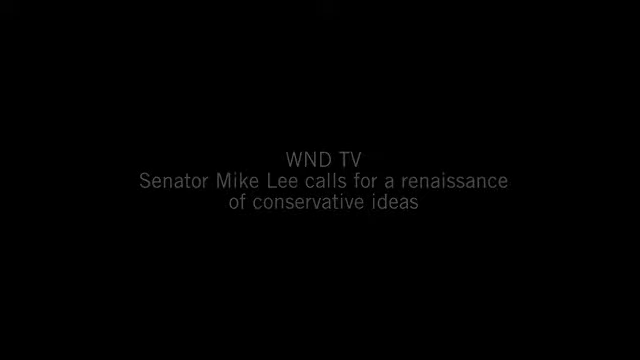 WND TV
Senator Mike Lee calls for a renaissance
of conservative ideas